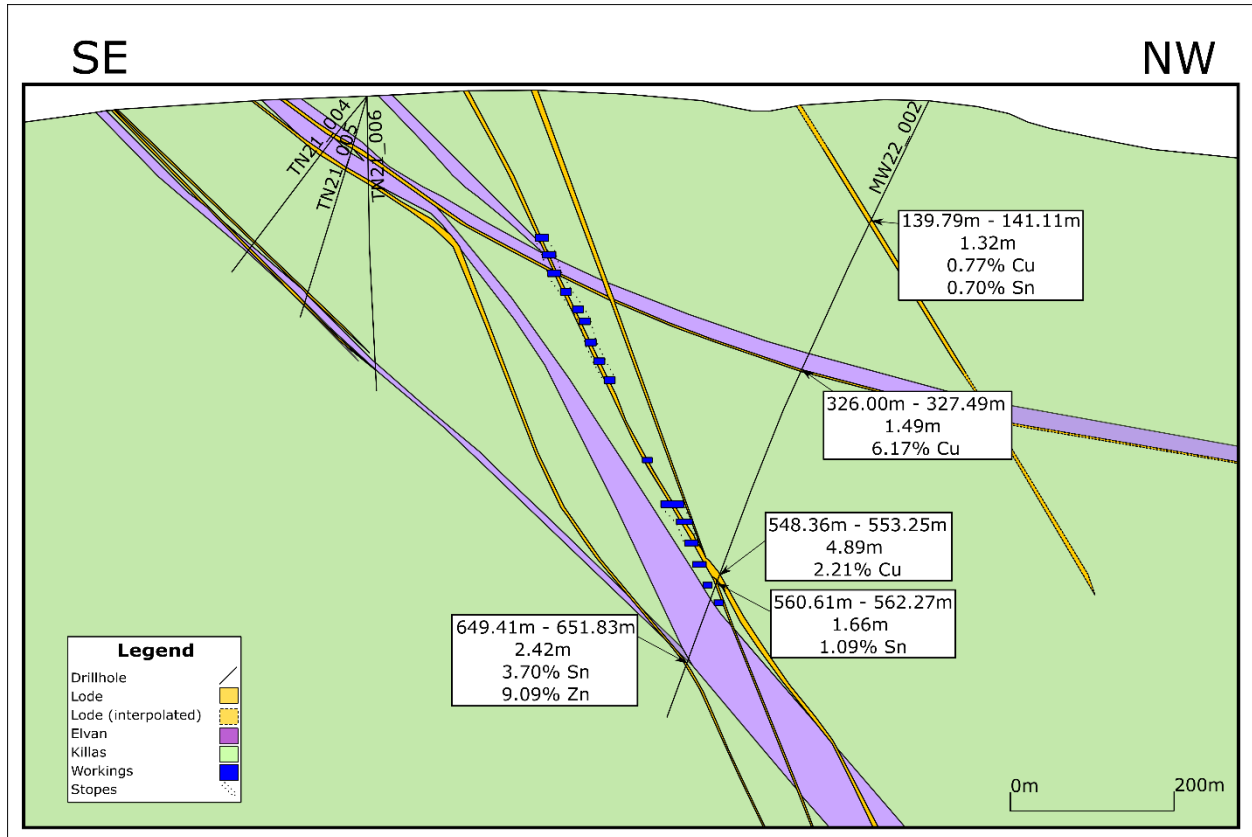 SE
NW
TN21_004
TN21_005
TN21_006
MW22_002
139.79m - 141.11m
1.32m
0.77% Cu
0.70% Sn
326.00m - 327.49m
1.49m
6.17% Cu
548.36m - 553.25m
4.89m
2.21% Cu
560.61m - 562.27m
1.66m
1.09% Sn
649.41m - 651.83m
2.42m
3.70% Sn
9.09% Zn
Legend
Drillhole
Lode
Lode (interpolated)
Elvan
Killas
Workings
Stopes
0m
200m